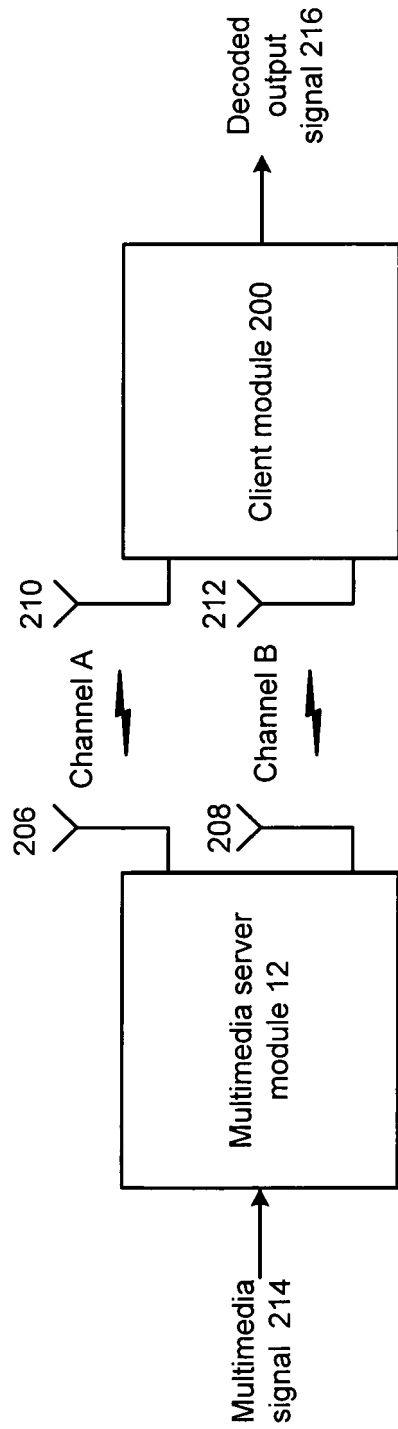 Multimedia
signal 214
Multimedia server
module 12
206
208
Channel A
Channel B
210
212
Client module 200
Decoded
output
signal 216